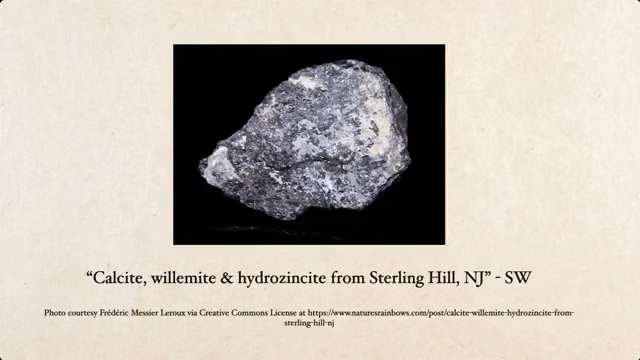 “Calcite, willemite & hydrozincite from Sterling Hill, NJ” - SW
Photo courtesy Frédéric Messier Leroux via Creative Commons License at https://www.naturesrainbows.com/post/calcite-willemite-hydrozincite-from-
sterling-hill-nj